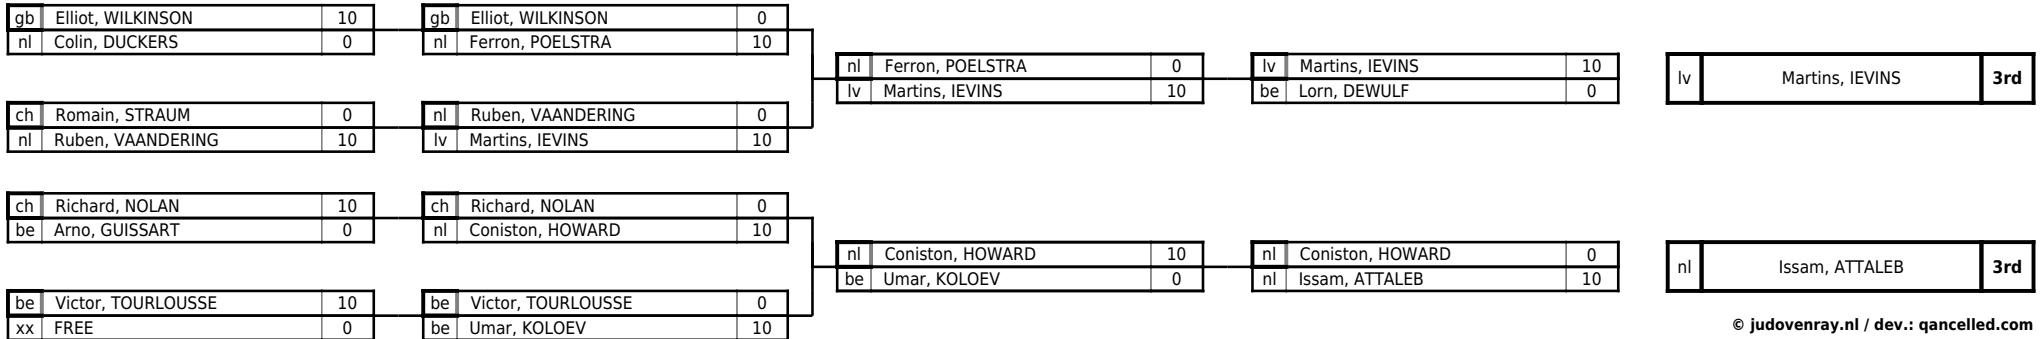 gb Elliot, WILKINSON 10
nl Colin, DUCKERS 0
ch Romain, STRAUM 0
nl Ruben, VAANDERING 10
ch Richard, NOLAN 10
be Arno, GUISSART 0
be Victor, TOURLOUSSE 10
xx FREE 0
gb Elliot, WILKINSON 0
nl Ferron, POELSTRA 10
nl Ruben, VAANDERING 0
lv Martins, IEVINS 10
ch Richard, NOLAN 0
nl Coniston, HOWARD 10
be Victor, TOURLOUSSE 0
be Umar, KOLOEV 10
nl Ferron, POELSTRA 0
lv Martins, IEVINS 10
nl Coniston, HOWARD 10
be Umar, KOLOEV 0
lv Martins, IEVINS 10
be Lorn, DEWULF 0
nl Coniston, HOWARD 0
nl Issam, ATTALEB 10
lv Martins, IEVINS 3rd
nl Issam, ATTALEB 3rd
© judovenray.nl / dev.: qancelled.com